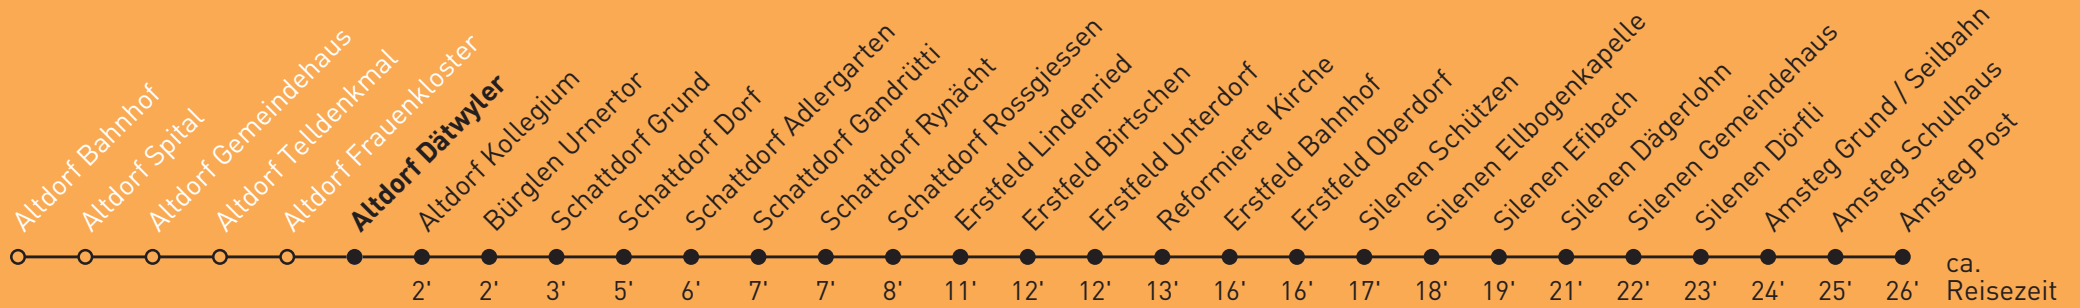 Altdorf Bahnhof
Altdorf Spital
Altdorf Gemeindehaus
Altdorf Telldenkmal
Altdorf Frauenkloster
Altdorf Dätwyler
Altdorf Kollegium
Bürglen Urnertor
Schattdorf Grund
Schattdorf Dorf
Schattdorf Adlergarten
Schattdorf Gandrütti
Schattdorf Rynächt
Schattdorf Rossgiessen
Erstfeld Lindenried
Erstfeld Birtschen
Erstfeld Unterdorf
Reformierte Kirche
Erstfeld Bahnhof
Erstfeld Oberdorf
Silenen Schützen
Silenen Ellbogenkapelle
Silenen Efibach
Silenen Dägerlohn
Silenen Gemeindehaus
Silenen Dörfli
Amsteg Grund / Seilbahn
Amsteg Schulhaus
Amsteg Post
2' 2' 3' 5' 6' 7' 7' 8' 11' 12' 12' 13' 16' 16' 17' 18' 19' 21' 22' 23' 24' 25' 26'
ca.
Reisezeit